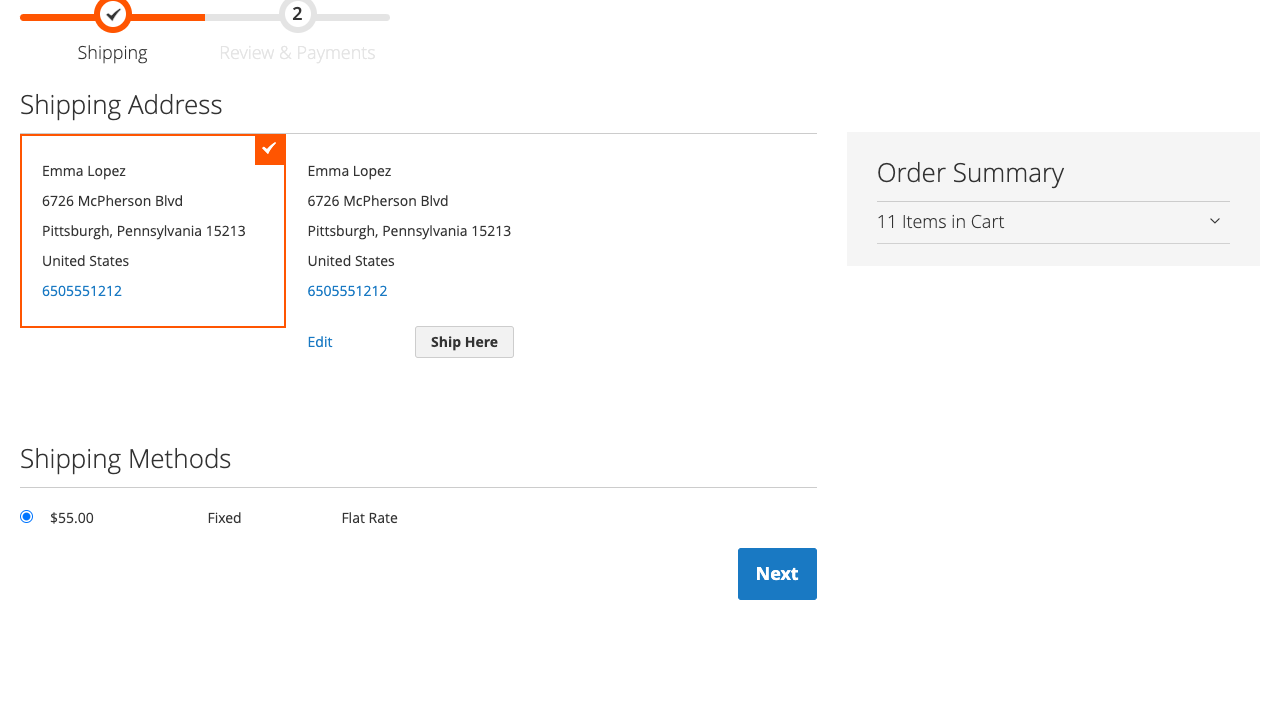 2
Shipping
Review & Payments
Shipping Address
Emma Lopez
6726 McPherson Blvd
Pittsburgh, Pennsylvania 15213
United States
6505551212
Emma Lopez
6726 McPherson Blvd
Pittsburgh, Pennsylvania 15213
United States
6505551212
Edit
Ship Here
Order Summary
11 Items in Cart
Shipping Methods
$55.00 Fixed Flat Rate
Next